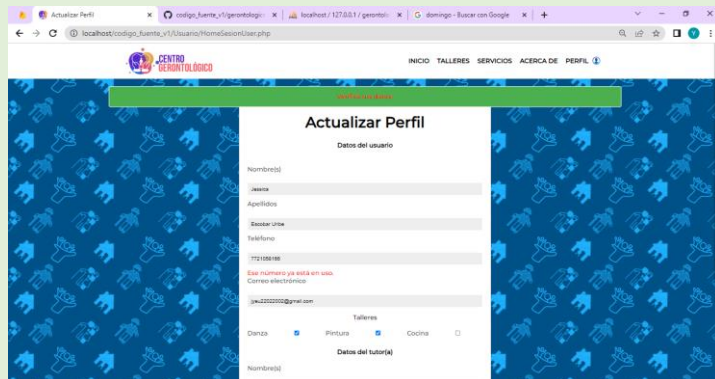 Actualizar Perfil
codigo_fuente_v1/gerontologic
localhost / 127.0.0.1 / gerontolo
domingo - Buscar con Google
localhost/codigo_fuente_v1/Usuario/HomeSesionUser.php
CENTRO
GERONTOLÓGICO
INICIO TALLERES SERVICIOS ACERCA DE PERFIL
Actualizar Perfil
Datos del usuario
Nombre(s)
Jessica
Apellidos
Escobar Uribe
Teléfono
Ese número ya está en uso.
Correo electrónico
Talleres
Danza Pintura Cocina
Datos del tutor(a)
Nombre(s)